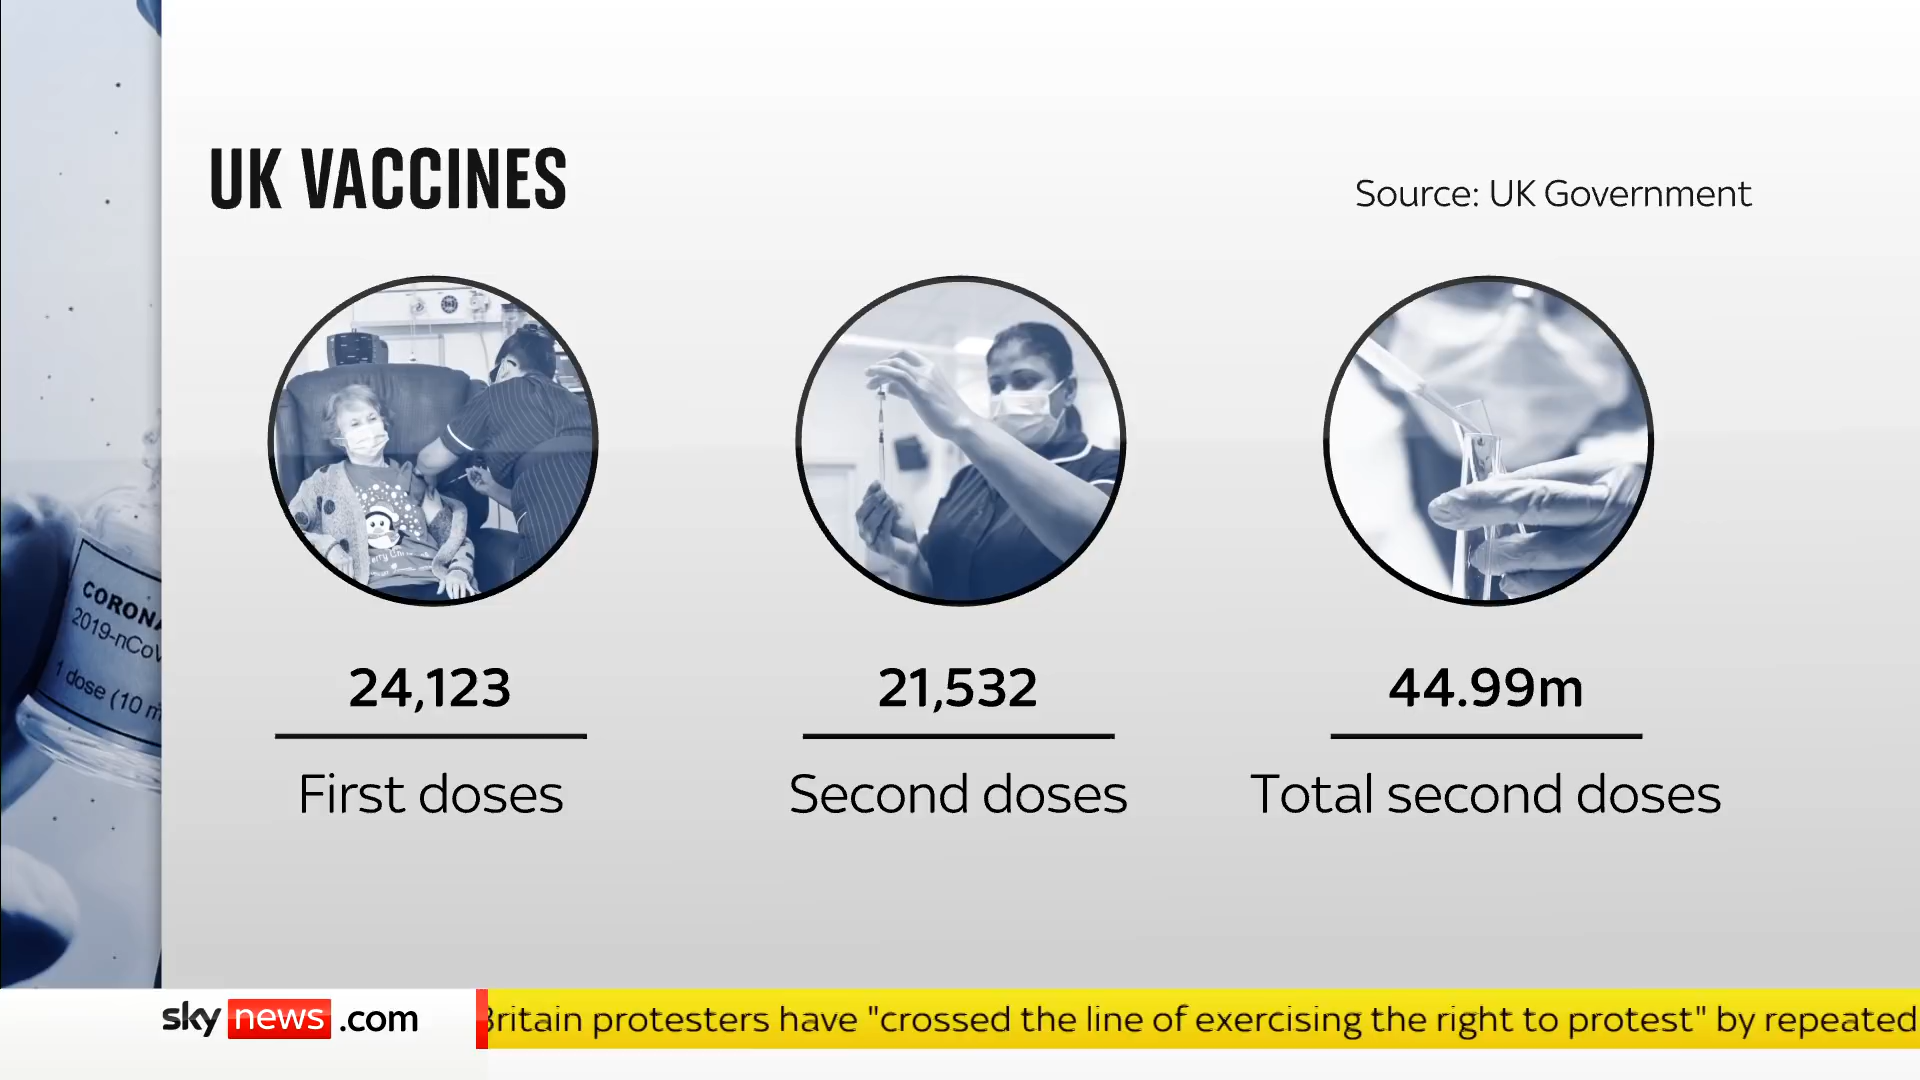 UK VACCINES
Source: UK Government
24,123
First doses
21,532
Second doses
44.99m
Total second doses
CORONA
2019-nCoV
1 dose (10 m
sky news .com
Britain protesters have "crossed the line of exercising the right to protest" by repeated